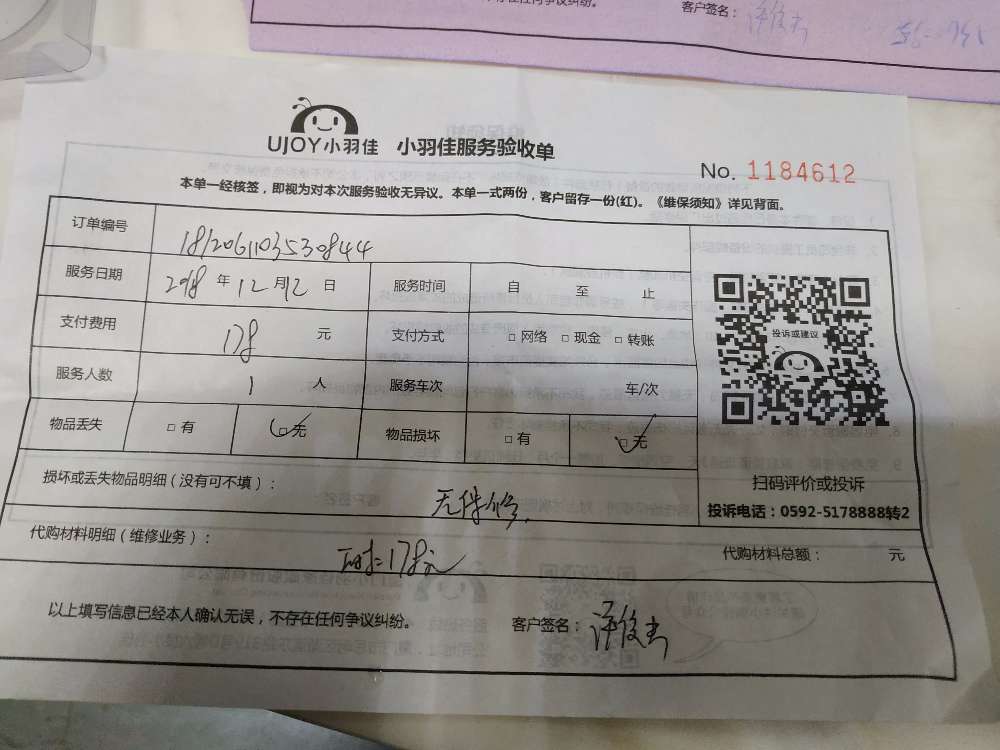 客户签名：
UJOY小羽佳 小羽佳服务验收单
No. 1184612
本单一经核签，即视为对本次服务验收无异议。本单一式两份，客户留存一份(红)。《维保须知》详见背面。
订单编号 181206110353 0844
服务日期 2018 年 12 月 12 日 服务时间 自 至 止
支付费用 178 元 支付方式 □ 网络 □ 现金 □ 转账
服务人数 1 人 服务车次 车/次
物品丢失 □ 有 □ 无 物品损坏 □ 有 □ 无
投诉或建议
扫码评价或投诉
投诉电话：0592-5178888转2
损坏或丢失物品明细（没有可不填）：
无件修.
代购材料明细（维修业务）：
178元
代购材料总额： 元
以上填写信息已经本人确认无误，不存在任何争议纠纷。 客户签名：